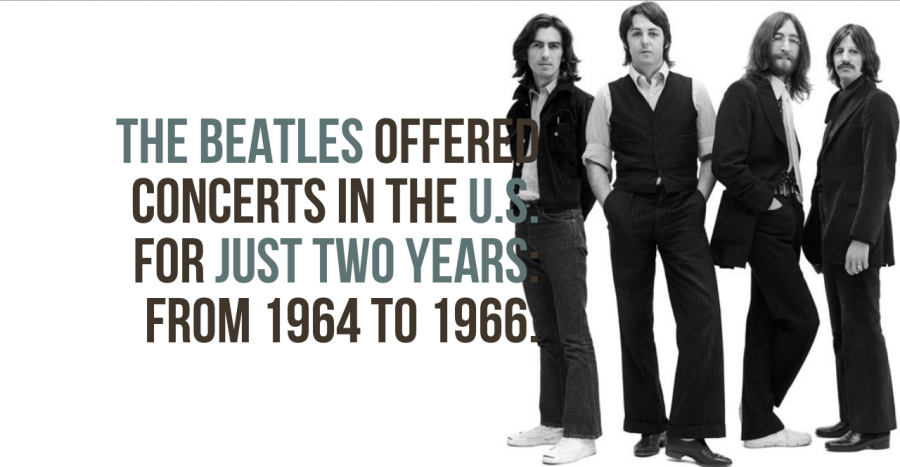 THE BEATLES OFFERED
CONCERTS IN THE U.S.
FOR JUST TWO YEARS:
FROM 1964 TO 1966.